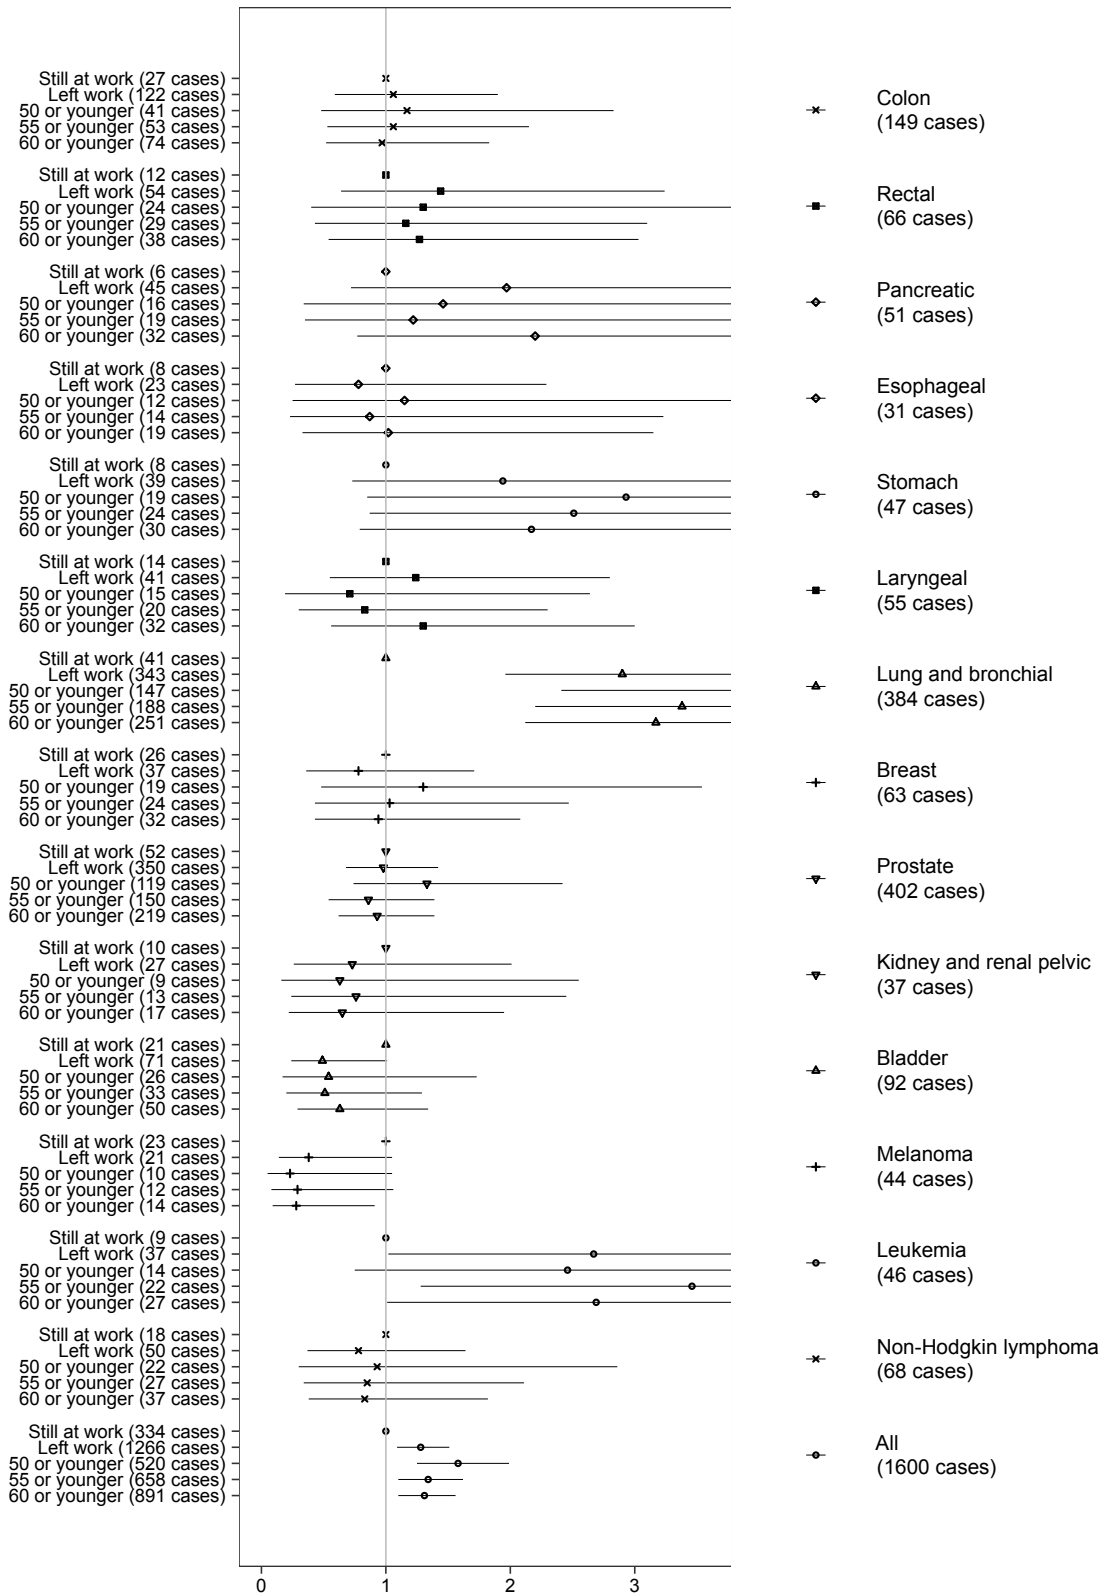 Still at work (27 cases)
Left work (122 cases)
50 or younger (41 cases)
55 or younger (53 cases)
60 or younger (74 cases)
Colon
(149 cases)
Still at work (12 cases)
Left work (54 cases)
50 or younger (24 cases)
55 or younger (29 cases)
60 or younger (38 cases)
Rectal
(66 cases)
Still at work (6 cases)
Left work (45 cases)
50 or younger (16 cases)
55 or younger (19 cases)
60 or younger (32 cases)
Pancreatic
(51 cases)
Still at work (8 cases)
Left work (23 cases)
50 or younger (12 cases)
55 or younger (14 cases)
60 or younger (19 cases)
Esophageal
(31 cases)
Still at work (8 cases)
Left work (39 cases)
50 or younger (19 cases)
55 or younger (24 cases)
60 or younger (30 cases)
Stomach
(47 cases)
Still at work (14 cases)
Left work (41 cases)
50 or younger (15 cases)
55 or younger (20 cases)
60 or younger (32 cases)
Laryngeal
(55 cases)
Still at work (41 cases)
Left work (343 cases)
50 or younger (147 cases)
55 or younger (188 cases)
60 or younger (251 cases)
Lung and bronchial
(384 cases)
Still at work (26 cases)
Left work (37 cases)
50 or younger (19 cases)
55 or younger (24 cases)
60 or younger (32 cases)
Breast
(63 cases)
Still at work (52 cases)
Left work (350 cases)
50 or younger (119 cases)
55 or younger (150 cases)
60 or younger (219 cases)
Prostate
(402 cases)
Still at work (10 cases)
Left work (27 cases)
50 or younger (9 cases)
55 or younger (13 cases)
60 or younger (17 cases)
Kidney and renal pelvic
(37 cases)
Still at work (21 cases)
Left work (71 cases)
50 or younger (26 cases)
55 or younger (33 cases)
60 or younger (50 cases)
Bladder
(92 cases)
Still at work (23 cases)
Left work (21 cases)
50 or younger (10 cases)
55 or younger (12 cases)
60 or younger (14 cases)
Melanoma
(44 cases)
Still at work (9 cases)
Left work (37 cases)
50 or younger (14 cases)
55 or younger (22 cases)
60 or younger (27 cases)
Leukemia
(46 cases)
Still at work (18 cases)
Left work (50 cases)
50 or younger (22 cases)
55 or younger (27 cases)
60 or younger (37 cases)
Non-Hodgkin lymphoma
(68 cases)
Still at work (334 cases)
Left work (1266 cases)
50 or younger (520 cases)
55 or younger (658 cases)
60 or younger (891 cases)
All
(1600 cases)
0 1 2 3